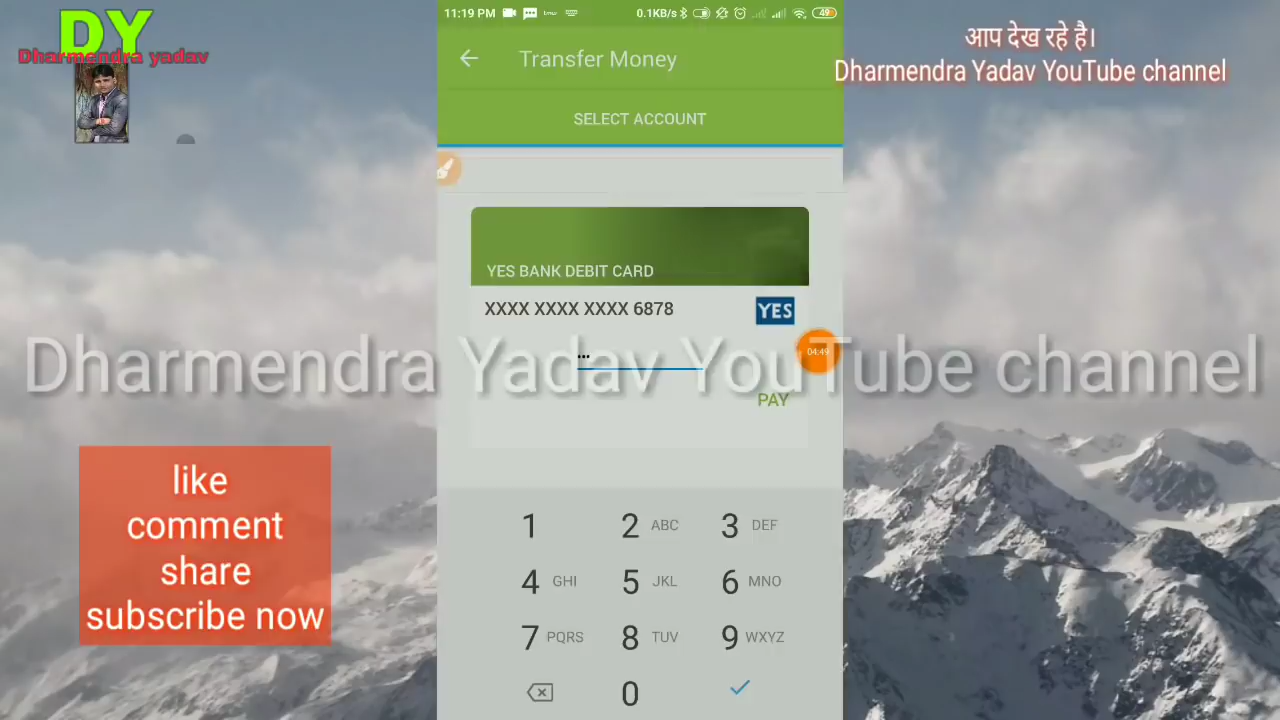 DY
Dharmendra yadav
11:19 PM
0.1KB/s
49
आप देख रहे है।
Dharmendra Yadav YouTube channel
Transfer Money
SELECT ACCOUNT
YES BANK DEBIT CARD
XXXX XXXX XXXX 6878
YES
04:49
Dharmendra Yadav YouTube channel
PAY
like
comment
share
subscribe now
1
2 ABC
3 DEF
4 GHI
5 JKL
6 MNO
7 PQRS
8 TUV
9 WXYZ
0